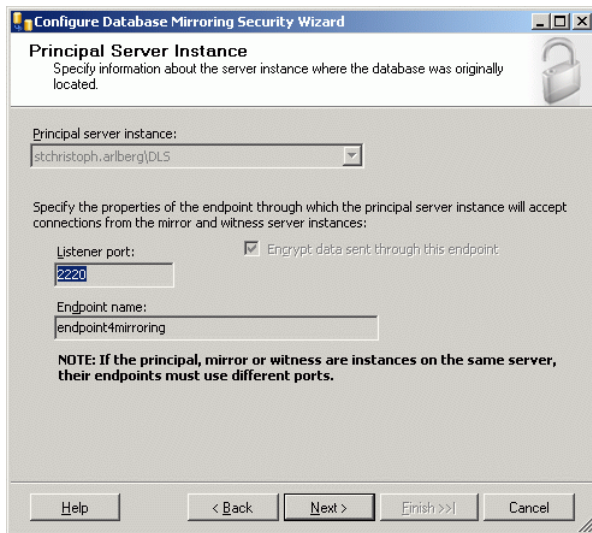 Configure Database Mirroring Security Wizard
Principal Server Instance
Specify information about the server instance where the database was originally
located.
Principal server instance:
stchristoph.arlberg\DLS
Specify the properties of the endpoint through which the principal server instance will accept
connections from the mirror and witness server instances:
Listener port:
Encrypt data sent through this endpoint
2220
Endpoint name:
endpoint4mirroring
NOTE: If the principal, mirror or witness are instances on the same server,
their endpoints must use different ports.
Help < Back Next > Finish >>| Cancel